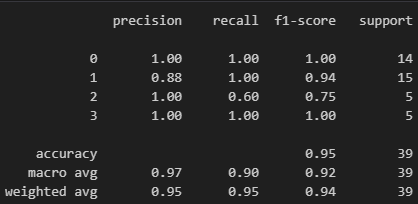 precision recall f1-score support
0 1.00 1.00 1.00 14
1 0.88 1.00 0.94 15
2 1.00 0.60 0.75 5
3 1.00 1.00 1.00 5
accuracy 0.95 39
macro avg 0.97 0.90 0.92 39
weighted avg 0.95 0.95 0.94 39